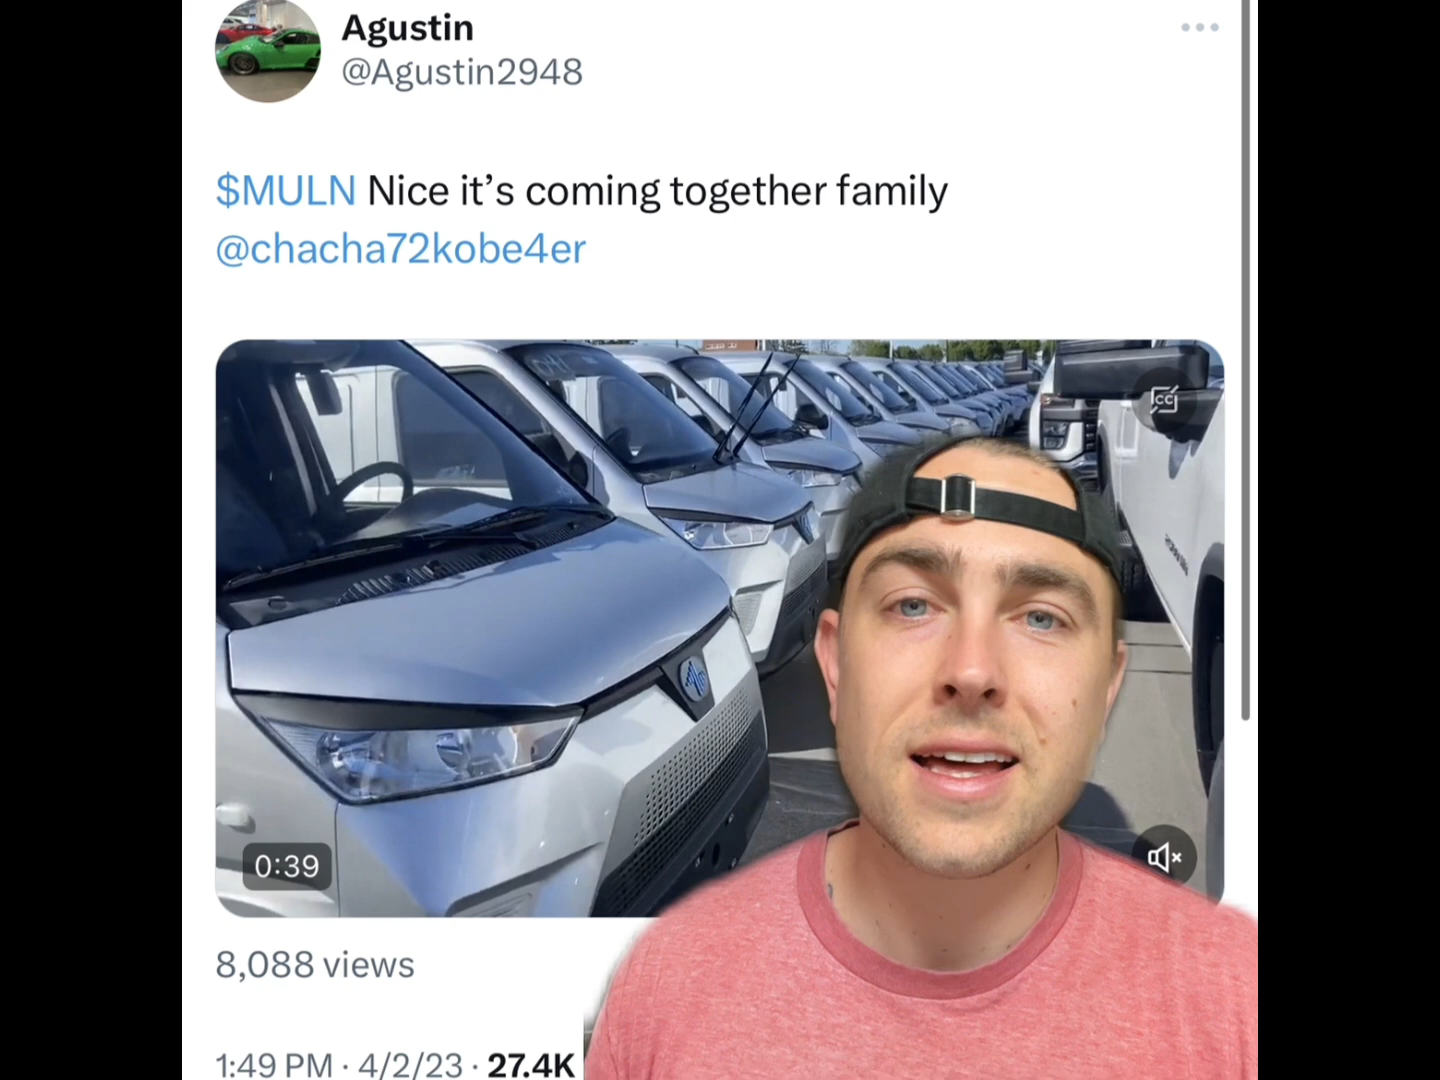 Agustin
@Agustin2948
$MULN Nice it’s coming together family
@chacha72kobe4er
CC
0:39
8,088 views
1:49 PM · 4/2/23 · 27.4K